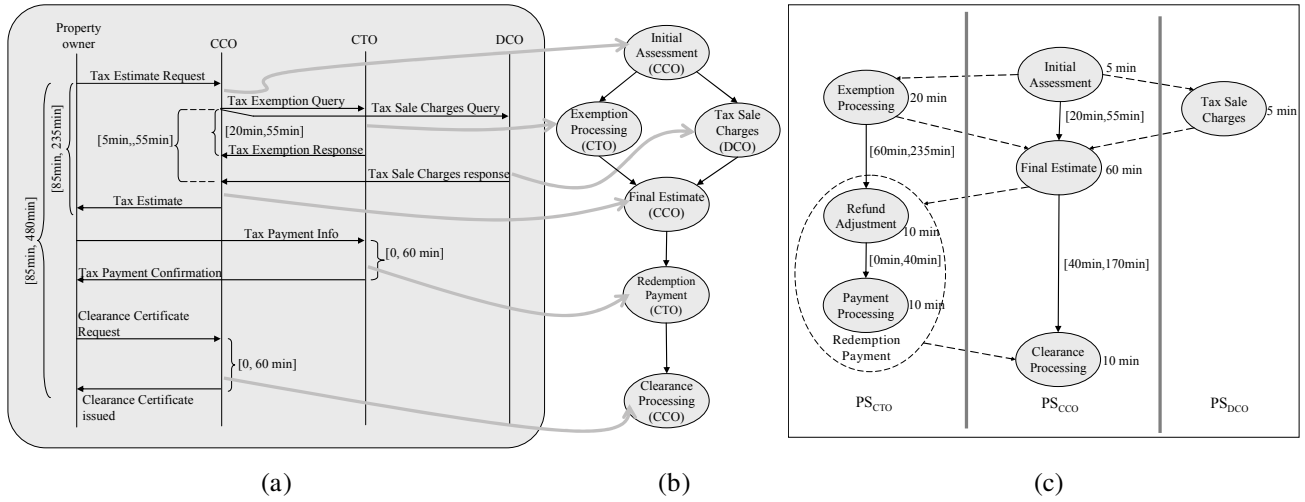 Property
owner
CCO
CTO
DCO
Tax Estimate Request
Tax Exemption Query
Tax Sale Charges Query
[5min,,55min]
[20min,55min]
Tax Exemption Response
Tax Sale Charges response
[85min, 235min]
[85min, 480min]
Tax Estimate
Tax Payment Info
[0, 60 min]
Tax Payment Confirmation
Clearance Certificate
Request
[0, 60 min]
Clearance Certificate
issued
(a)
Initial
Assessment
(CCO)
Exemption
Processing
(CTO)
Tax Sale
Charges
(DCO)
Final Estimate
(CCO)
Redemption
Payment
(CTO)
Clearance
Processing
(CCO)
(b)
Initial
Assessment
5 min
Exemption
Processing
20 min
Tax Sale
Charges
5 min
[20min,55min]
[60min,235min]
Final Estimate
60 min
Refund
Adjustment
10 min
[0min,40min]
[40min,170min]
Payment
Processing
10 min
Redemption
Payment
Clearance
Processing
10 min
PSCTO
PSCCO
PSDCO
(c)